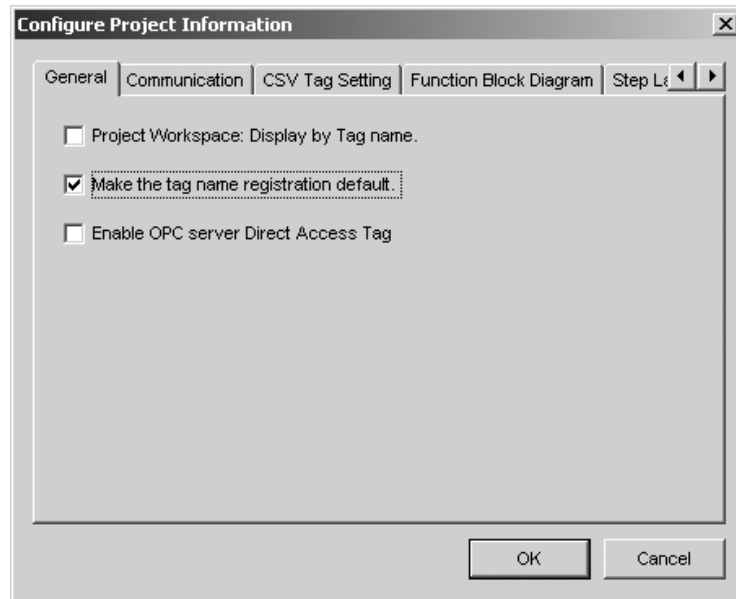 Configure Project Information
General Communication CSV Tag Setting Function Block Diagram Step
Project Workspace: Display by Tag name.
Make the tag name registration default.
Enable OPC server Direct Access Tag
OK Cancel